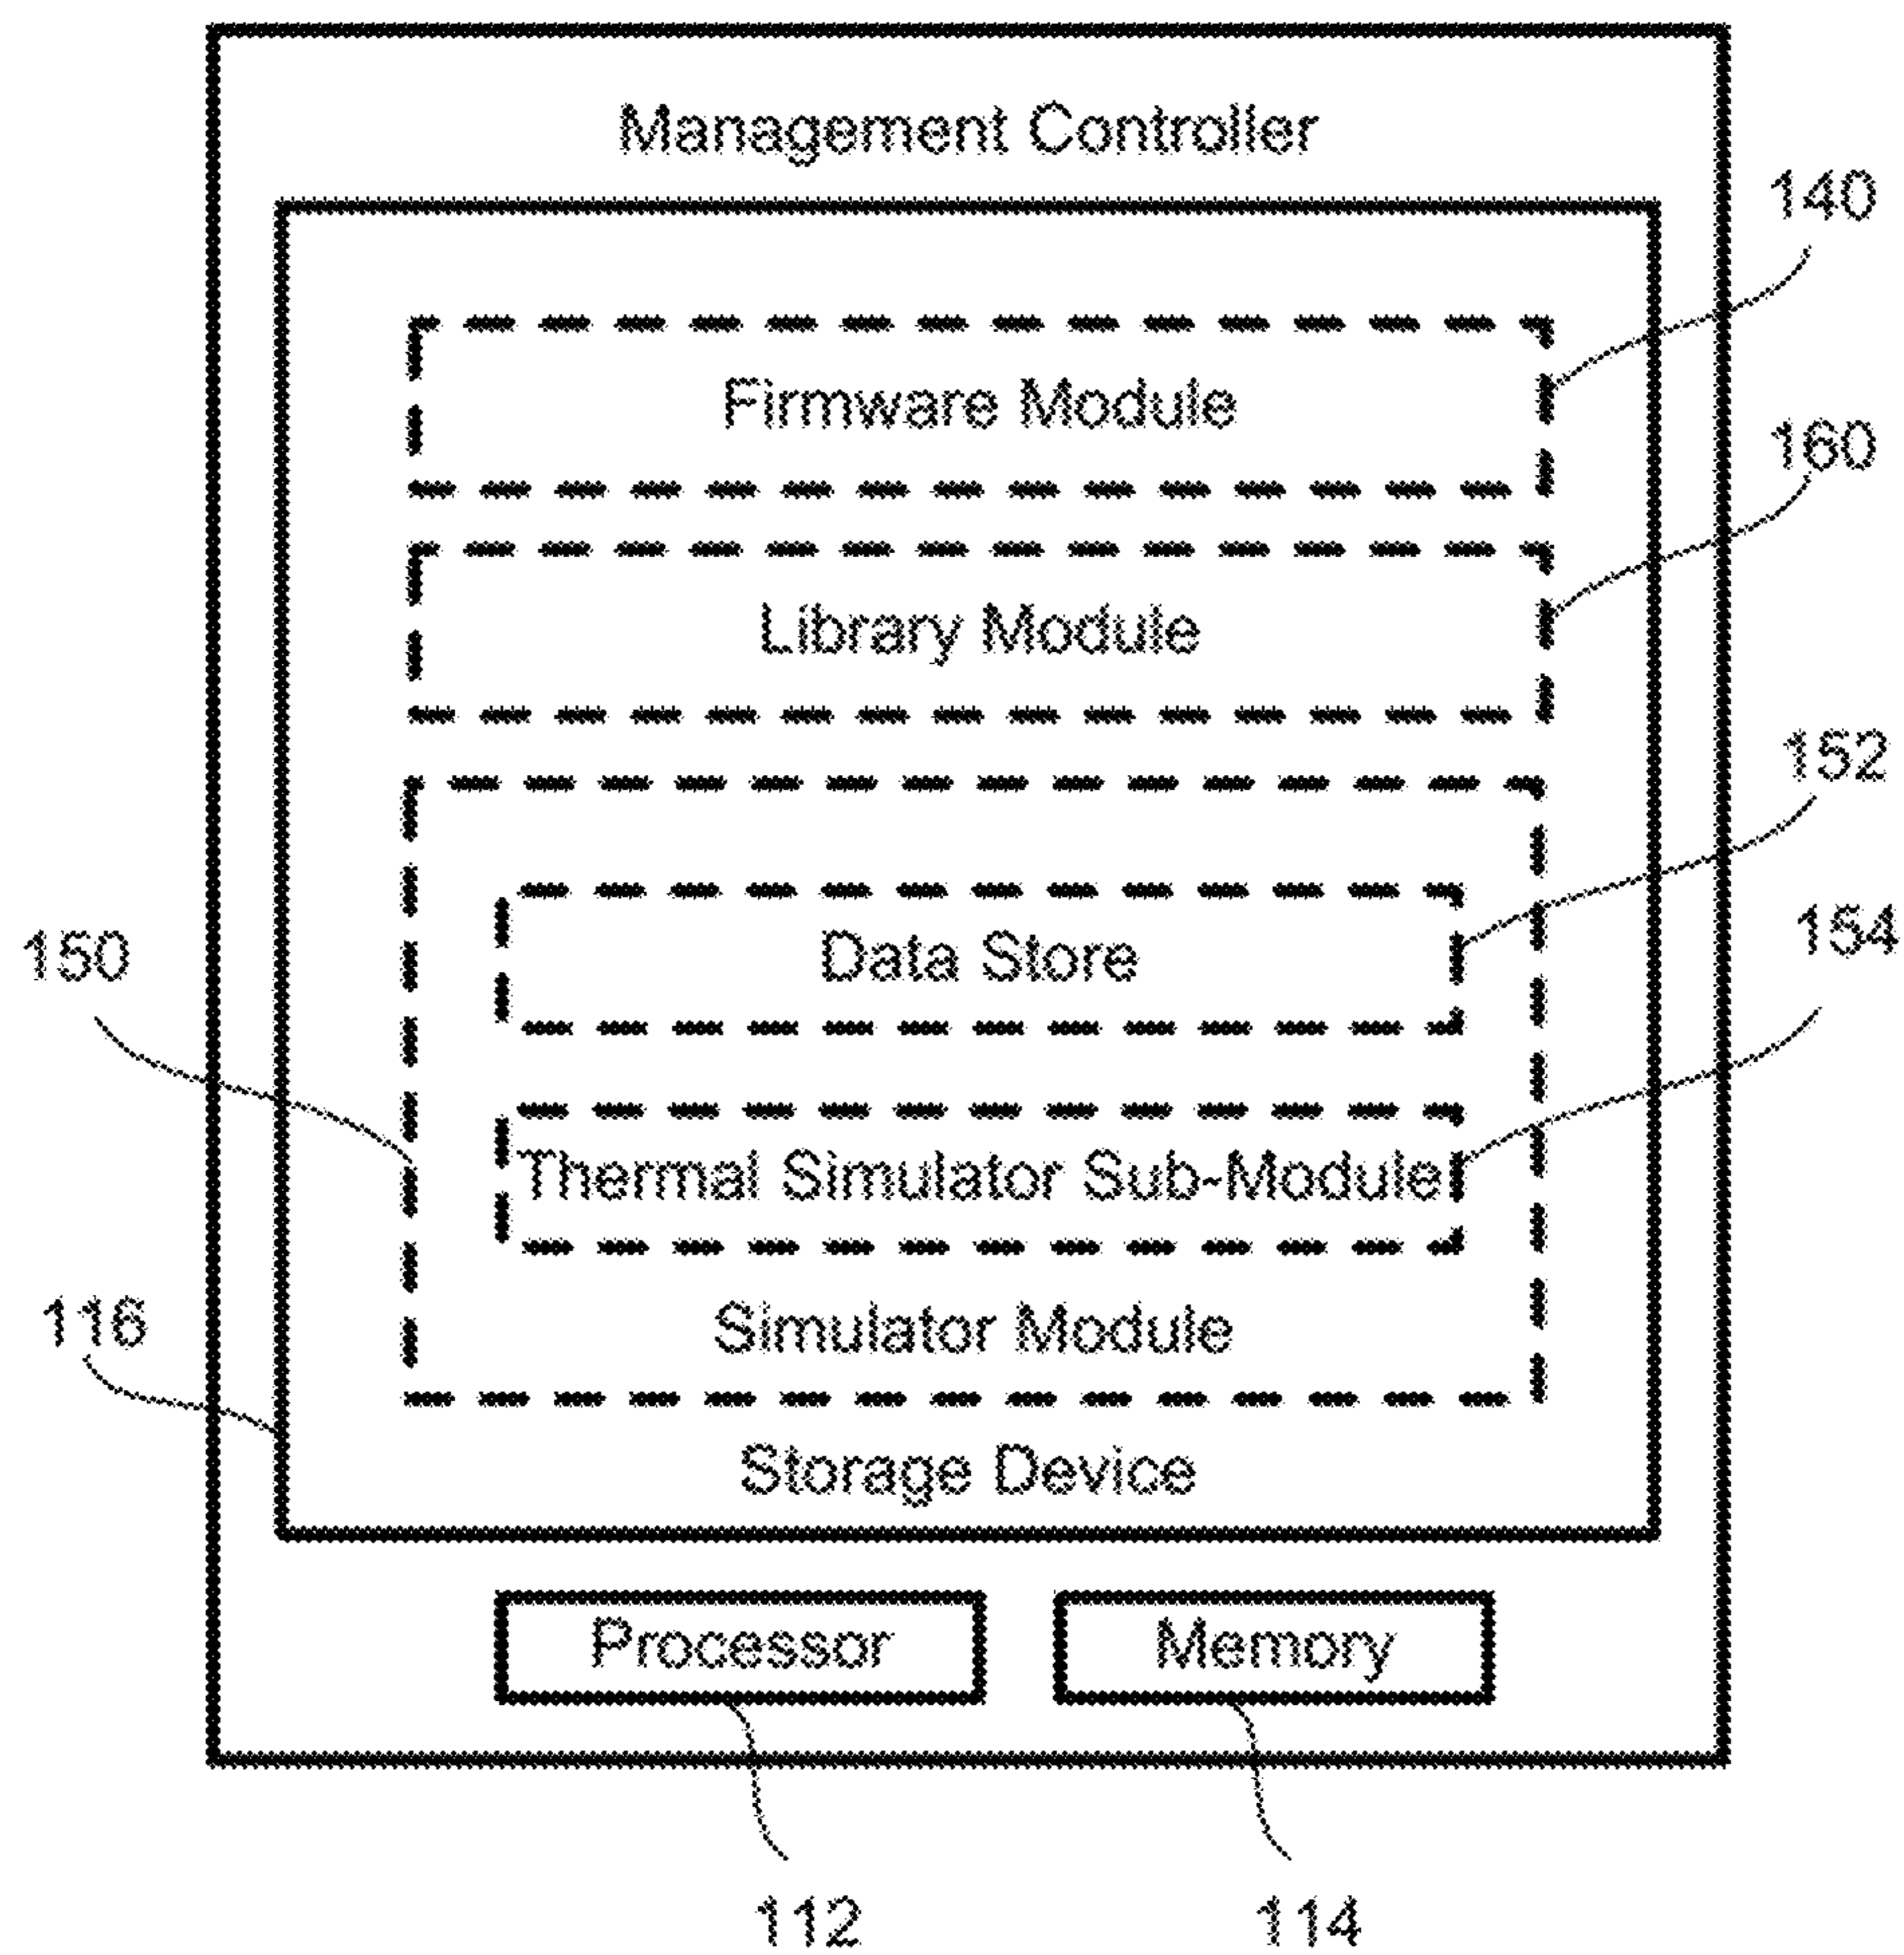 Management Controller
140
Firmware Module
160
Library Module
152
Data Store
154
150
Thermal Simulator Sub-Module
116
Simulator Module
Storage Device
Processor
Memory
112
114